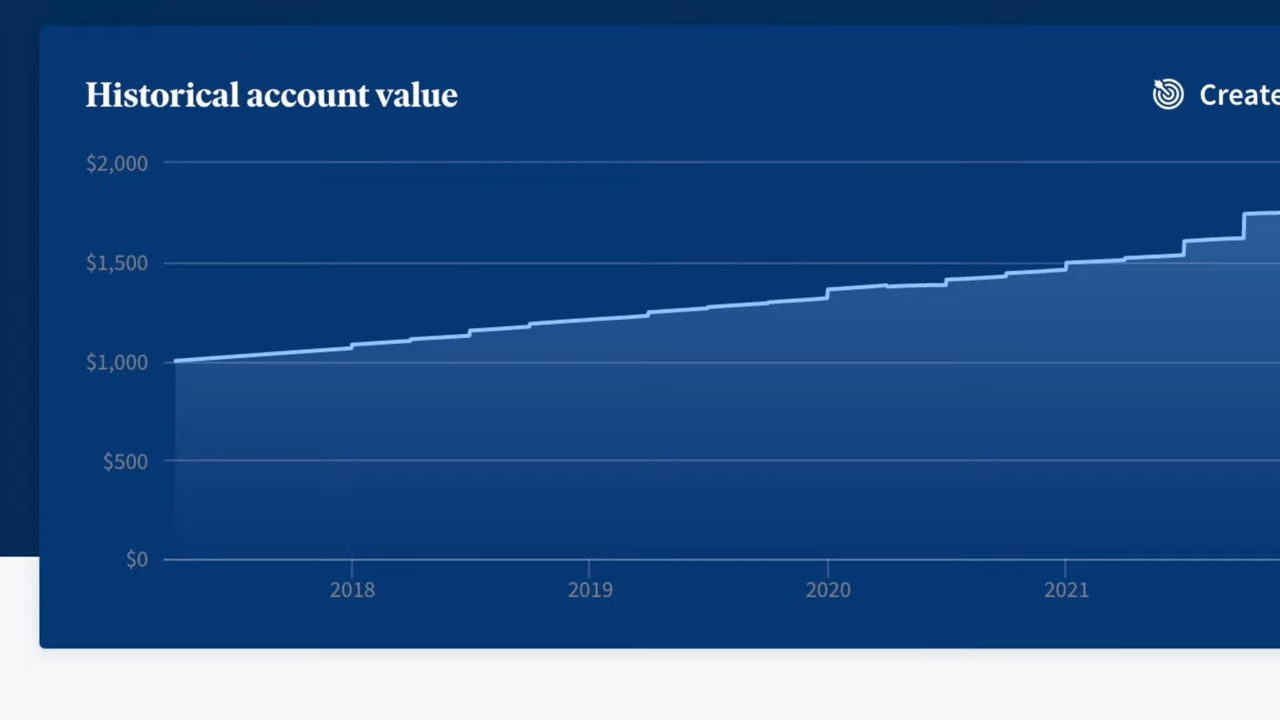 Historical account value
Create
$2,000
$1,500
$1,000
$500
$0
2018 2019 2020 2021